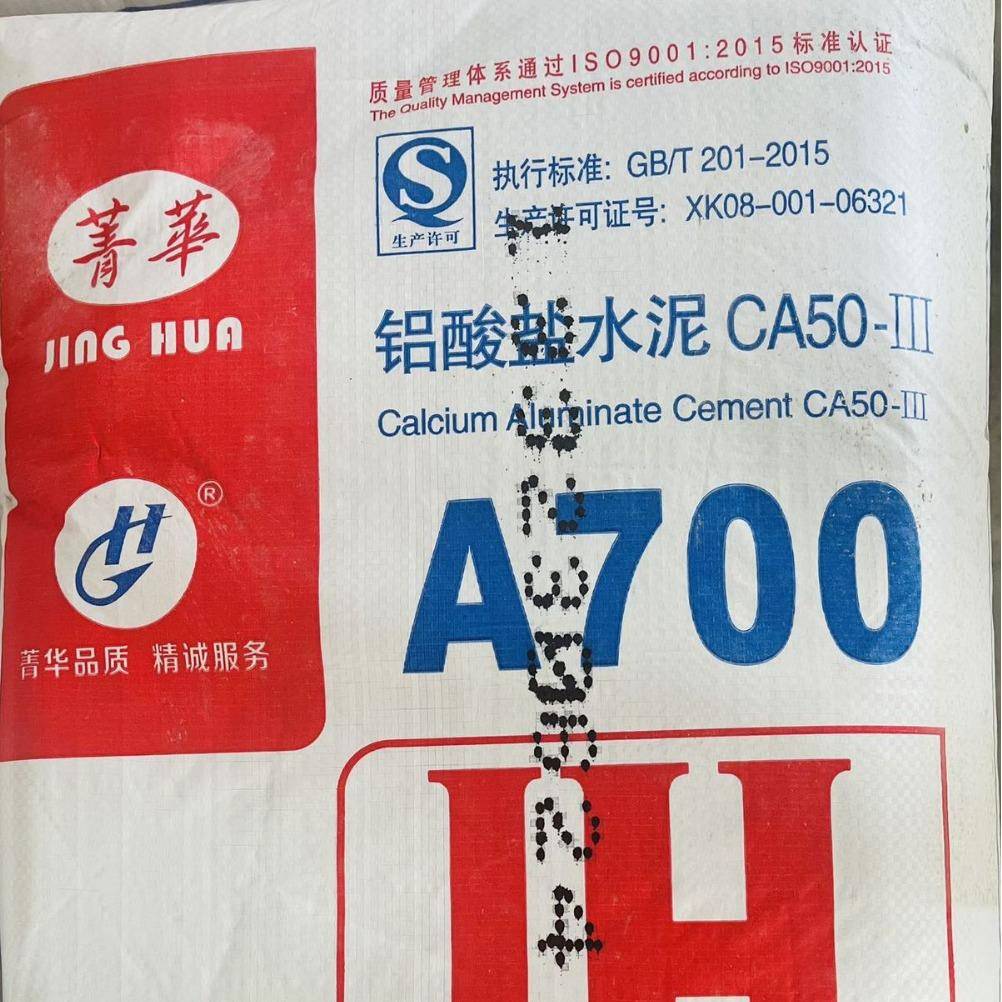 质量管理体系通过ISO9001:2015标准认证
The Quality Management System is certified according to ISO9001:2015
生产许可
执行标准: GB/T 201-2015
生产许可证号: XK08-001-06321
菁華
JING HUA
铝酸盐水泥 CA50-III
Calcium Aluminate Cement CA50-III
®
菁华品质 精诚服务
A700